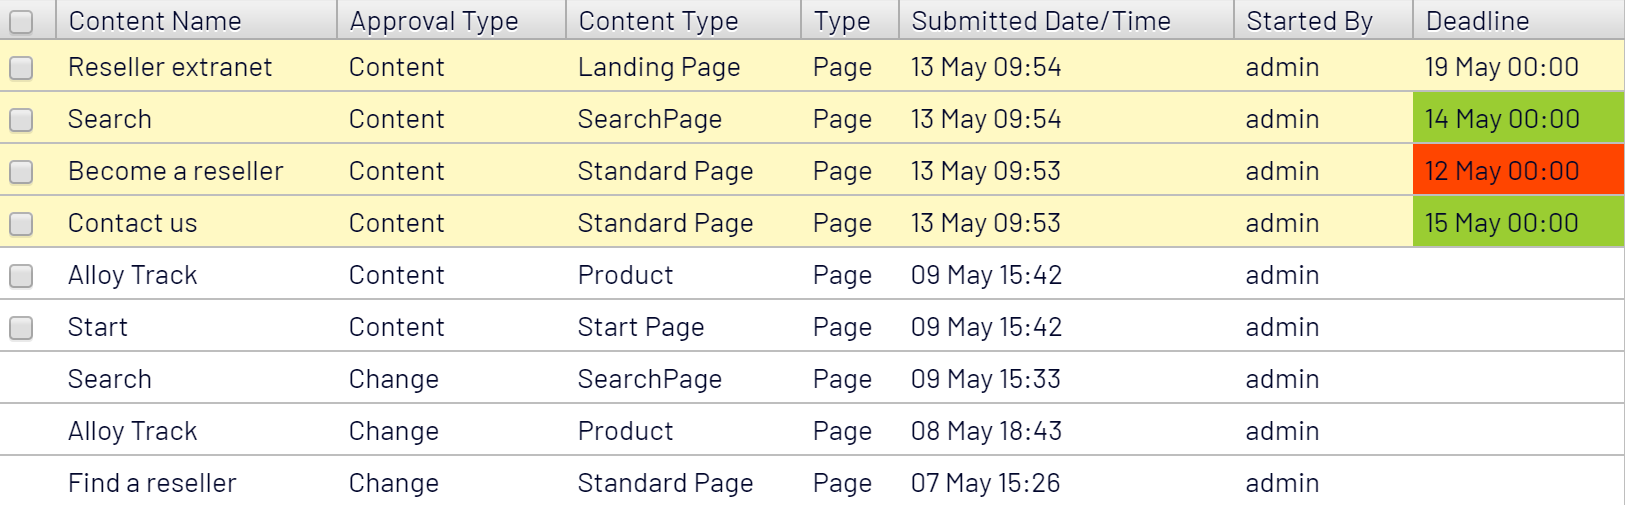 Content Name Approval Type Content Type Type Submitted Date/Time Started By Deadline
Reseller extranet Content Landing Page Page 13 May 09:54 admin 19 May 00:00
Search Content SearchPage Page 13 May 09:54 admin 14 May 00:00
Become a reseller Content Standard Page Page 13 May 09:53 admin 12 May 00:00
Contact us Content Standard Page Page 13 May 09:53 admin 15 May 00:00
Alloy Track Content Product Page 09 May 15:42 admin
Start Content Start Page Page 09 May 15:42 admin
Search Change SearchPage Page 09 May 15:33 admin
Alloy Track Change Product Page 08 May 18:43 admin
Find a reseller Change Standard Page Page 07 May 15:26 admin